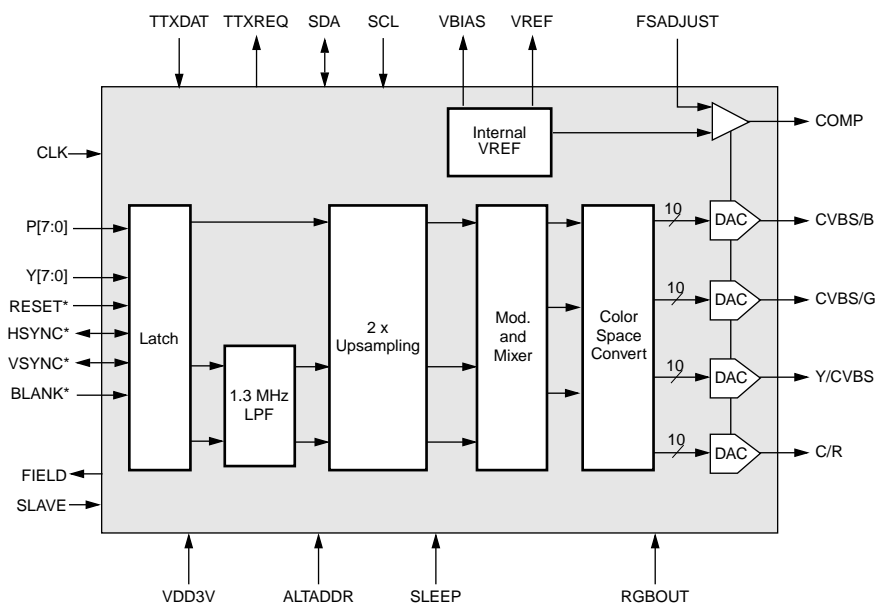 TTXDAT TTXREQ SDA SCL VBIAS VREF FSADJUST
Internal
VREF
COMP
CLK
P[7:0]
Y[7:0]
RESET*
HSYNC*
VSYNC*
BLANK*
FIELD
SLAVE
Latch
1.3 MHz
LPF
2 x
Upsampling
Mod.
and
Mixer
Color
Space
Convert
10 DAC CVBS/B
10 DAC CVBS/G
10 DAC Y/CVBS
10 DAC C/R
VDD3V ALTADDR SLEEP RGBOUT